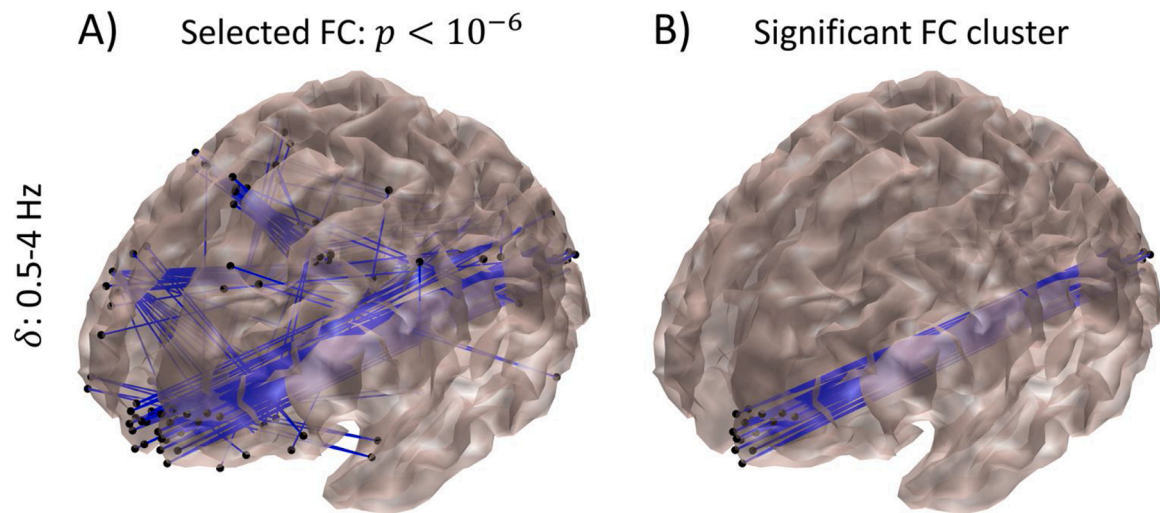 A) Selected FC: p < 10⁻⁶
B) Significant FC cluster
δ: 0.5-4 Hz